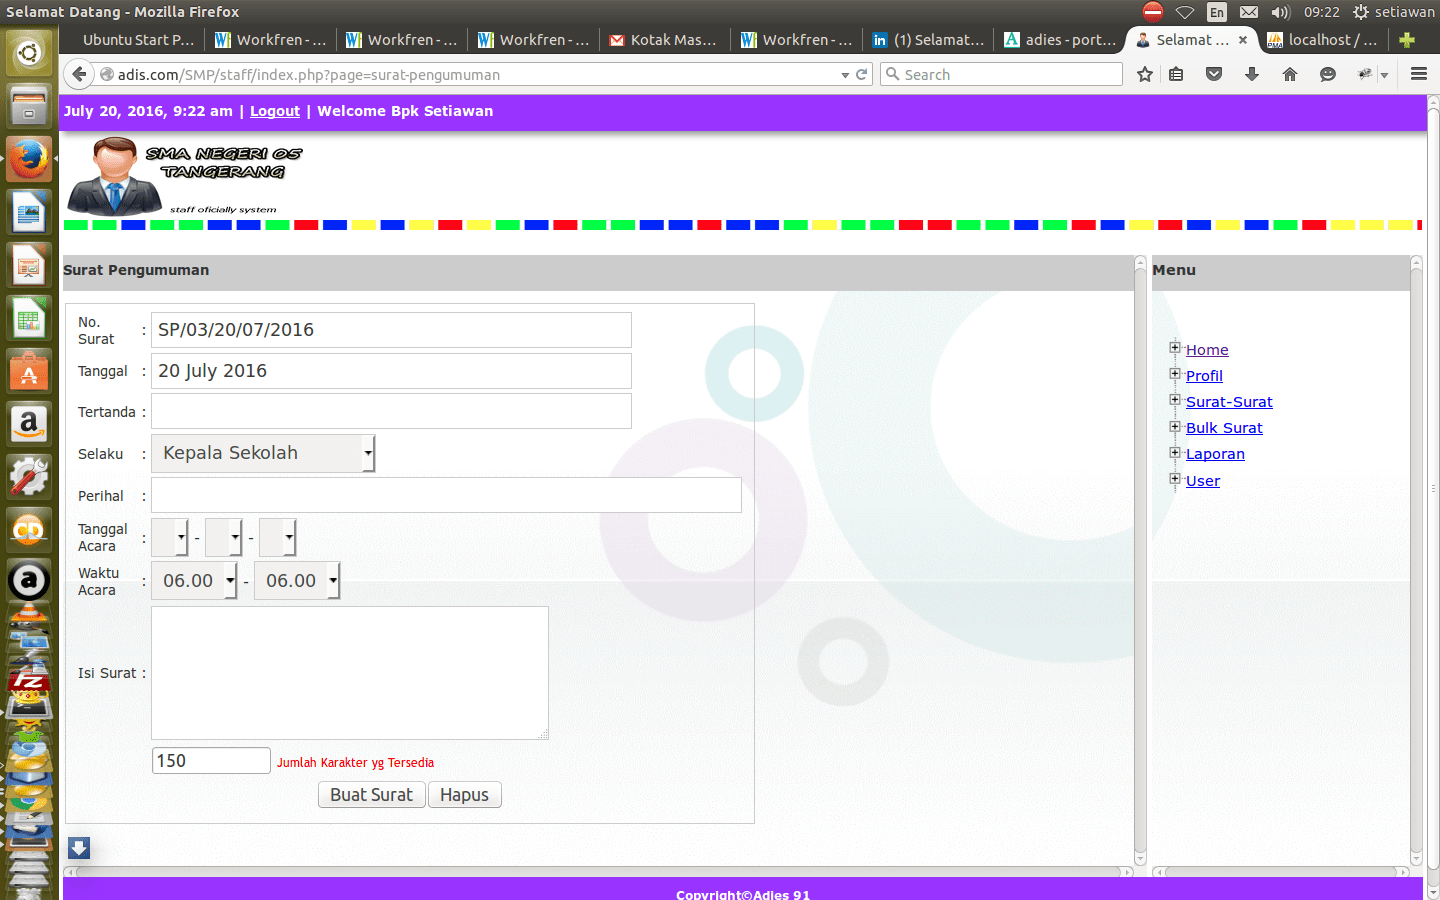 Selamat Datang - Mozilla Firefox
En
09:22
setiawan
Ubuntu Start P...
Workfren - ...
Workfren - ...
Workfren - ...
Kotak Mas...
Workfren - ...
(1) Selamat...
adies - port...
Selamat ...
localhost / ...
adis.com/SMP/staff/index.php?page=surat-pengumuman
Search
July 20, 2016, 9:22 am | Logout | Welcome Bpk Setiawan
SMA NEGERI 05
TANGERANG
staff oficially system
Surat Pengumuman
No. Surat : SP/03/20/07/2016
Tanggal : 20 July 2016
Tertanda :
Selaku : Kepala Sekolah
Perihal :
Tanggal Acara : - -
Waktu Acara : 06.00 - 06.00
Isi Surat :
150 Jumlah Karakter yg Tersedia
Buat Surat Hapus
Menu
Home
Profil
Surat-Surat
Bulk Surat
Laporan
User
Copyright©Adies 91